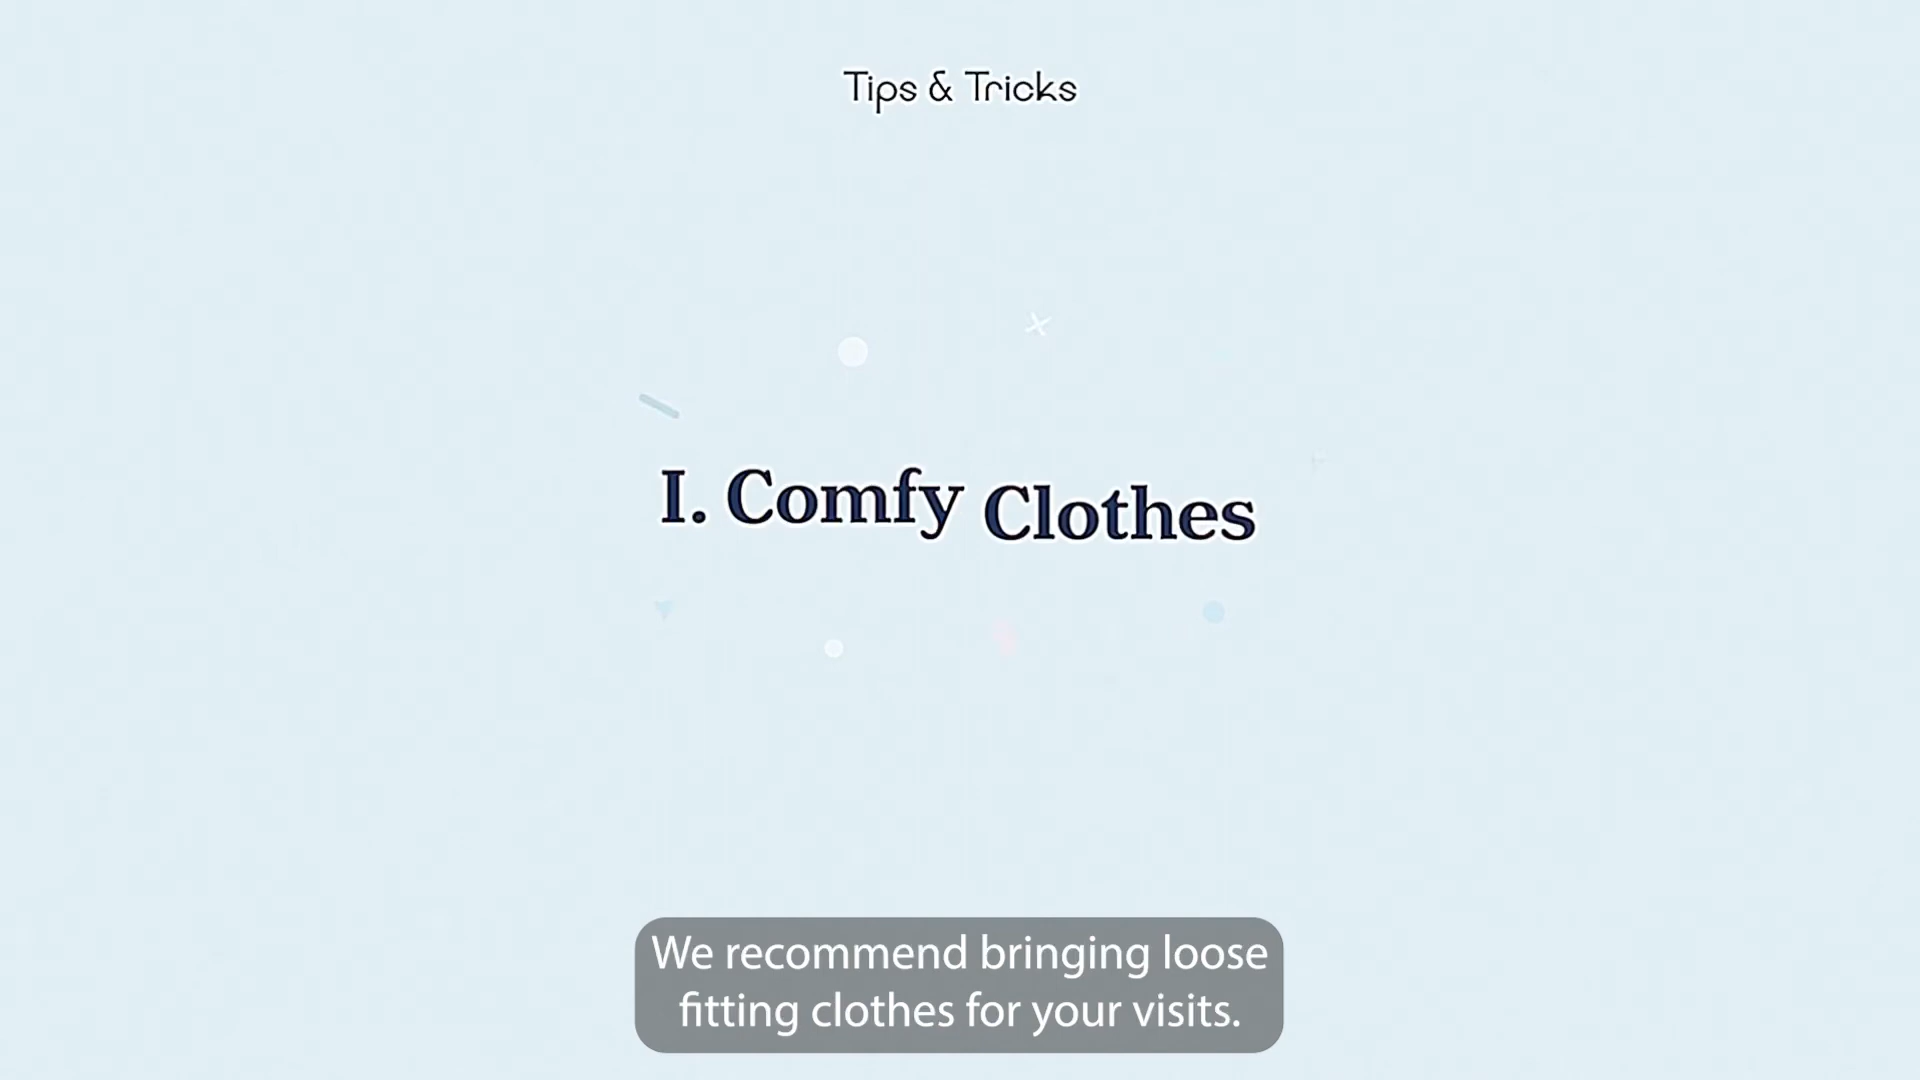 Tips & Tricks
I. Comfy Clothes
We recommend bringing loose
fitting clothes for your visits.